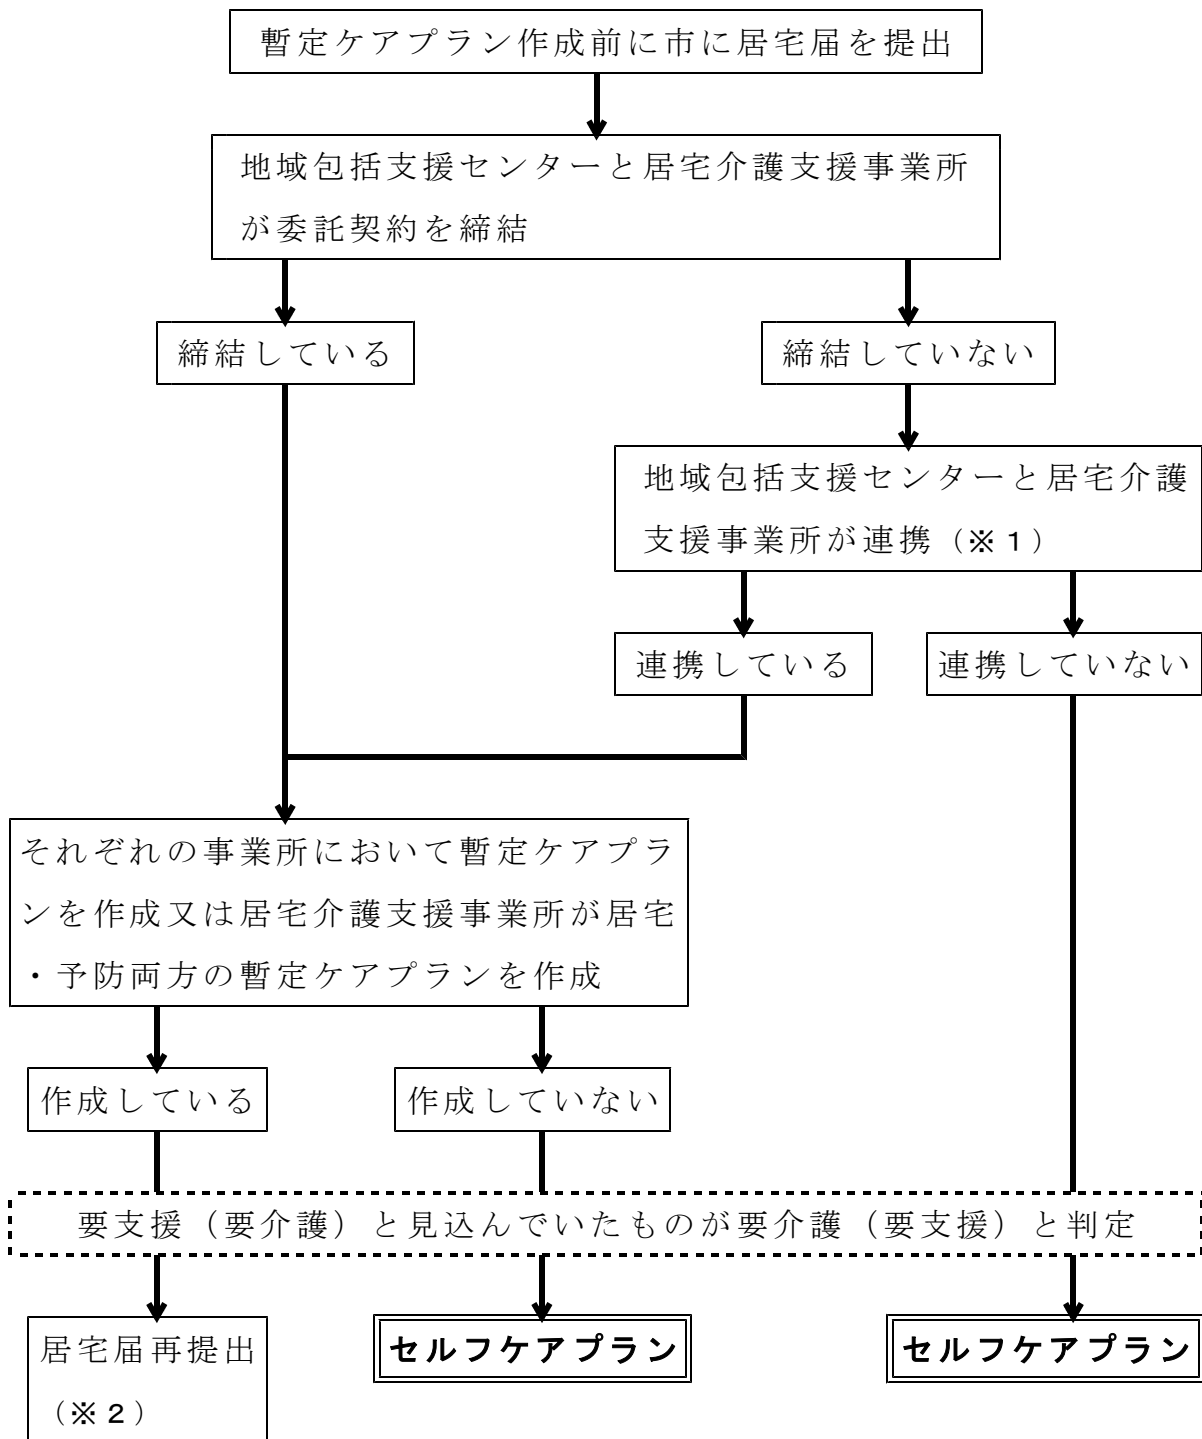 暫定ケアプラン作成前に市に居宅届を提出
地域包括支援センターと居宅介護支援事業所
が委託契約を締結
締結している
締結していない
地域包括支援センターと居宅介護
支援事業所が連携（※１）
連携している
連携していない
それぞれの事業所において暫定ケアプラ
ンを作成又は居宅介護支援事業所が居宅
・予防両方の暫定ケアプランを作成
作成している
作成していない
要支援（要介護）と見込んでいたものが要介護（要支援）と判定
居宅届再提出
（※２）
セルフケアプラン
セルフケアプラン